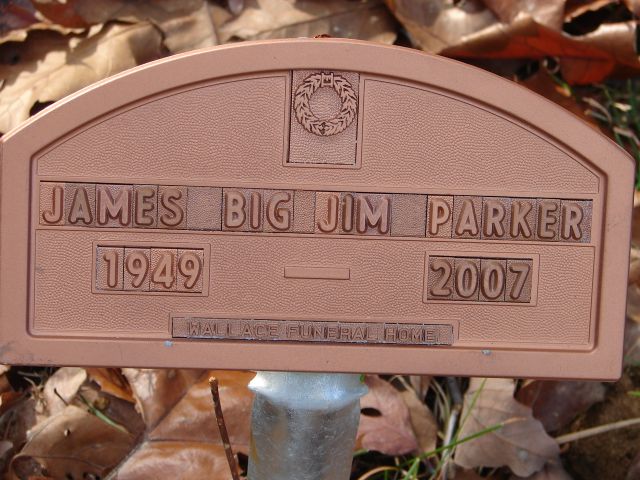 JAMES BIG JIM PARKER
1949 — 2007
WALLACE FUNERAL HOME